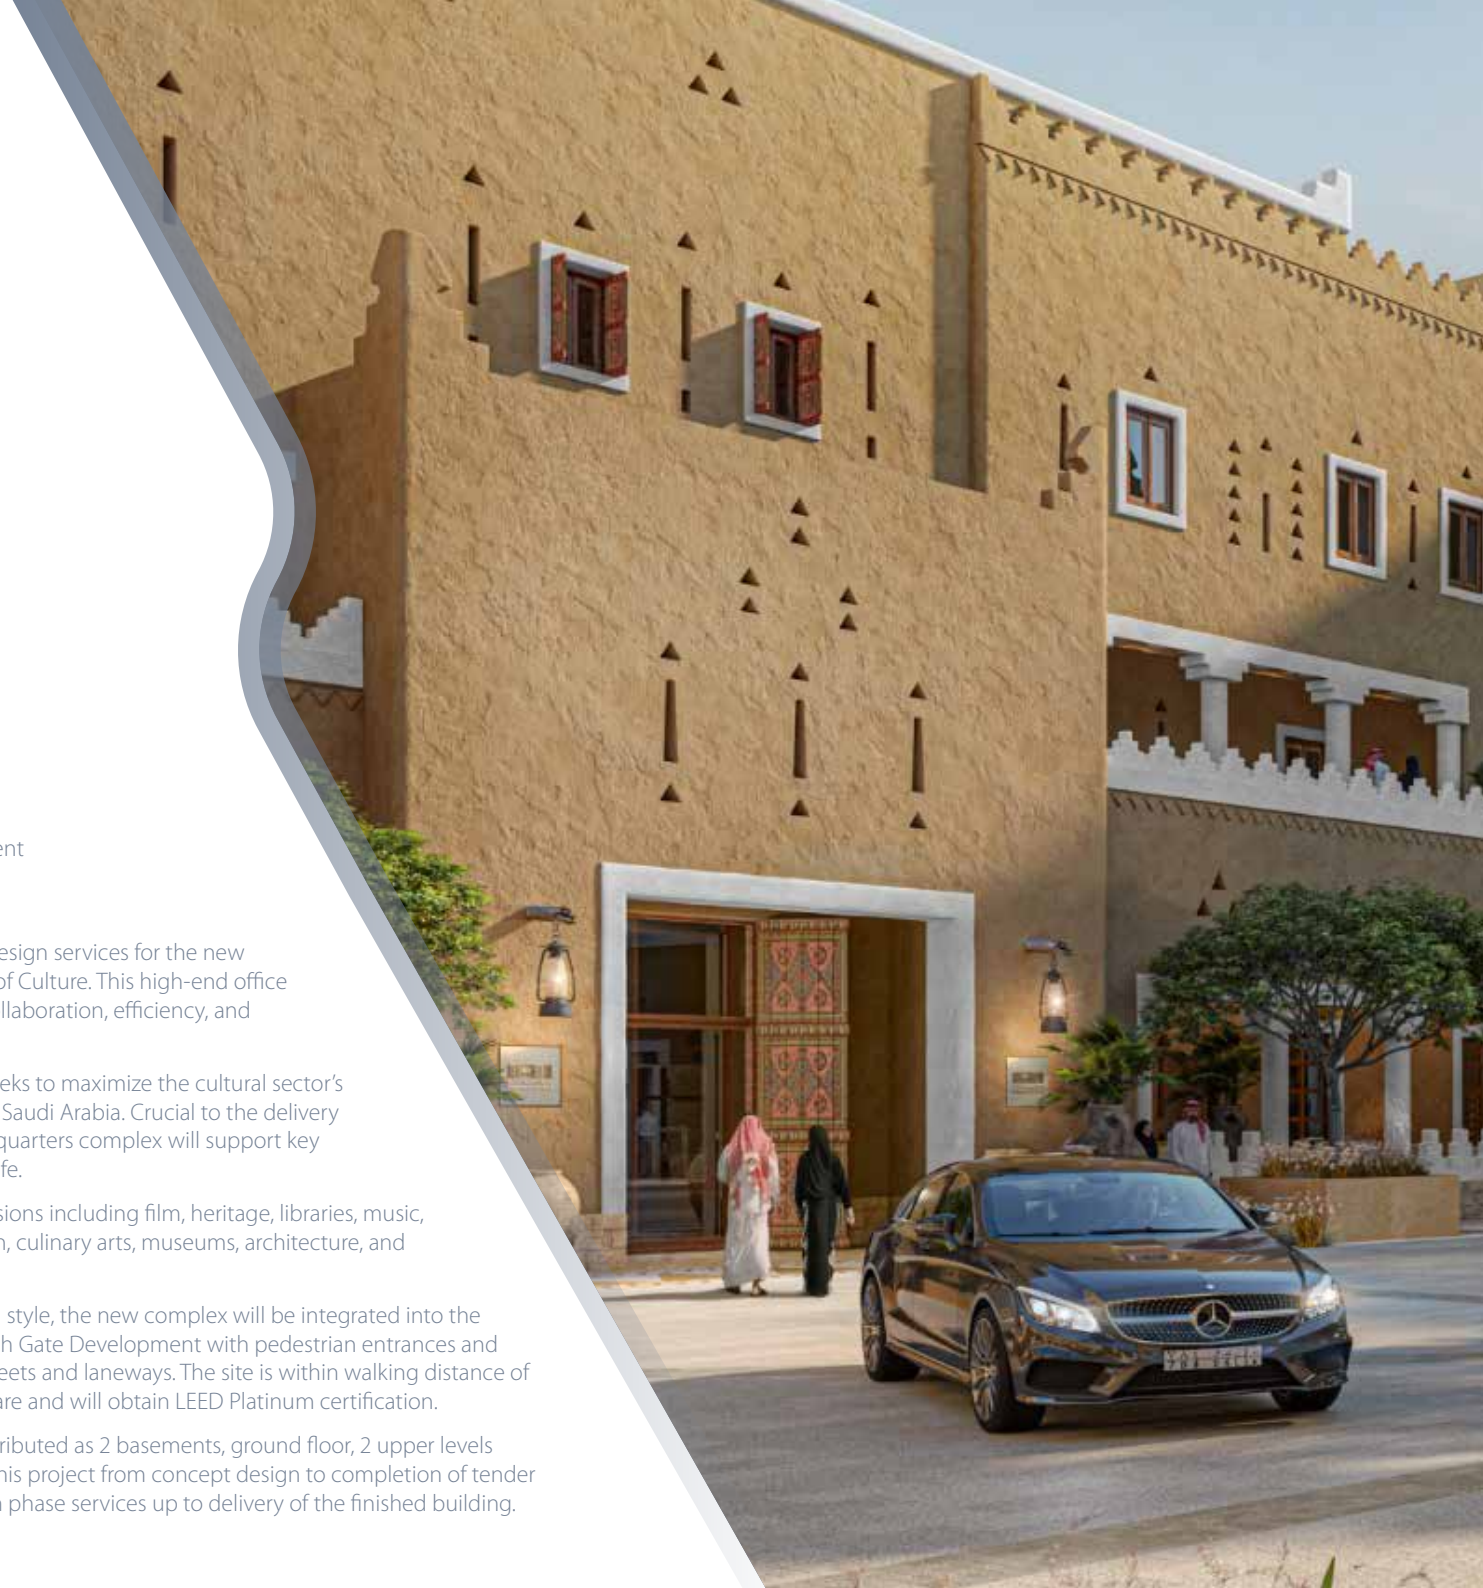 ent
esign services for the new
of Culture. This high-end office
llaboration, efficiency, and
eks to maximize the cultural sector's
Saudi Arabia. Crucial to the delivery
quarters complex will support key
fe.
sions including film, heritage, libraries, music,
n, culinary arts, museums, architecture, and
style, the new complex will be integrated into the
h Gate Development with pedestrian entrances and
eets and laneways. The site is within walking distance of
are and will obtain LEED Platinum certification.
ributed as 2 basements, ground floor, 2 upper levels
his project from concept design to completion of tender
n phase services up to delivery of the finished building.